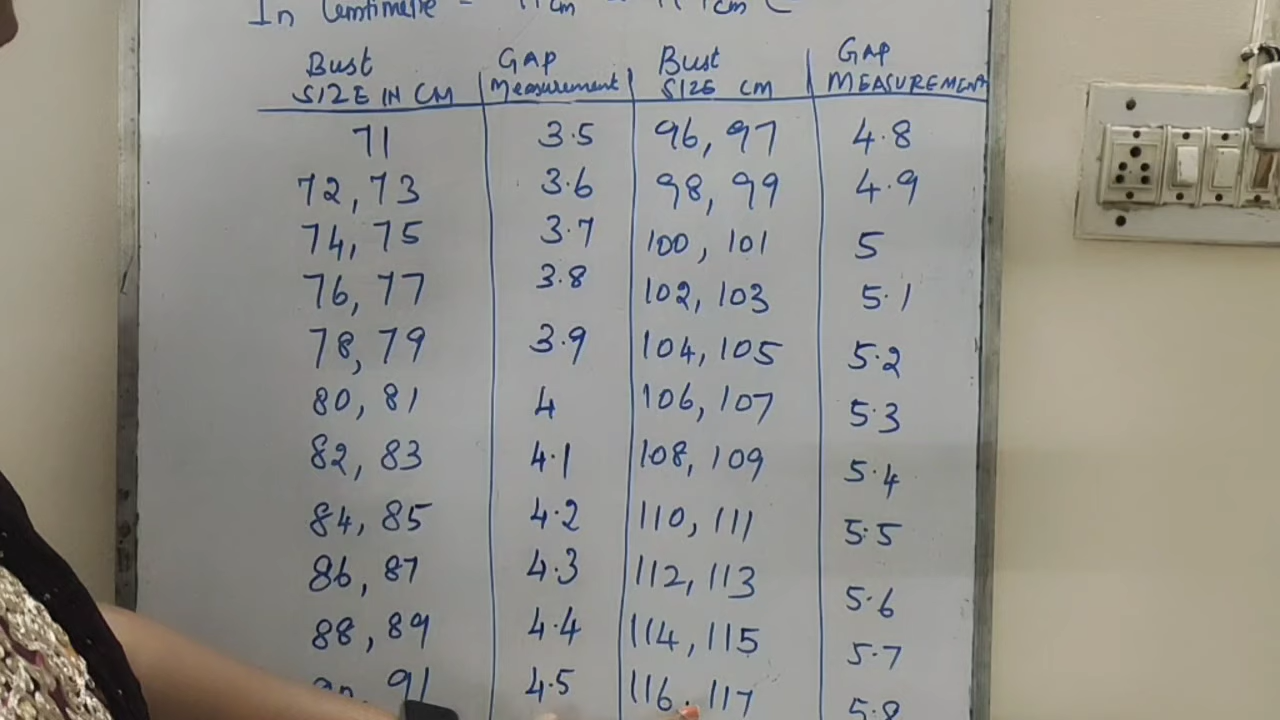 In Centimetre =
Bust GAP Bust GAP
SIZE IN CM Measurement SIZE CM MEASUREMENT
71 3.5 96, 97 4.8
72, 73 3.6 98, 99 4.9
74, 75 3.7 100, 101 5
76, 77 3.8 102, 103 5.1
78, 79 3.9 104, 105 5.2
80, 81 4 106, 107 5.3
82, 83 4.1 108, 109 5.4
84, 85 4.2 110, 111 5.5
86, 87 4.3 112, 113 5.6
88, 89 4.4 114, 115 5.7
91 4.5 116, 117 5.8